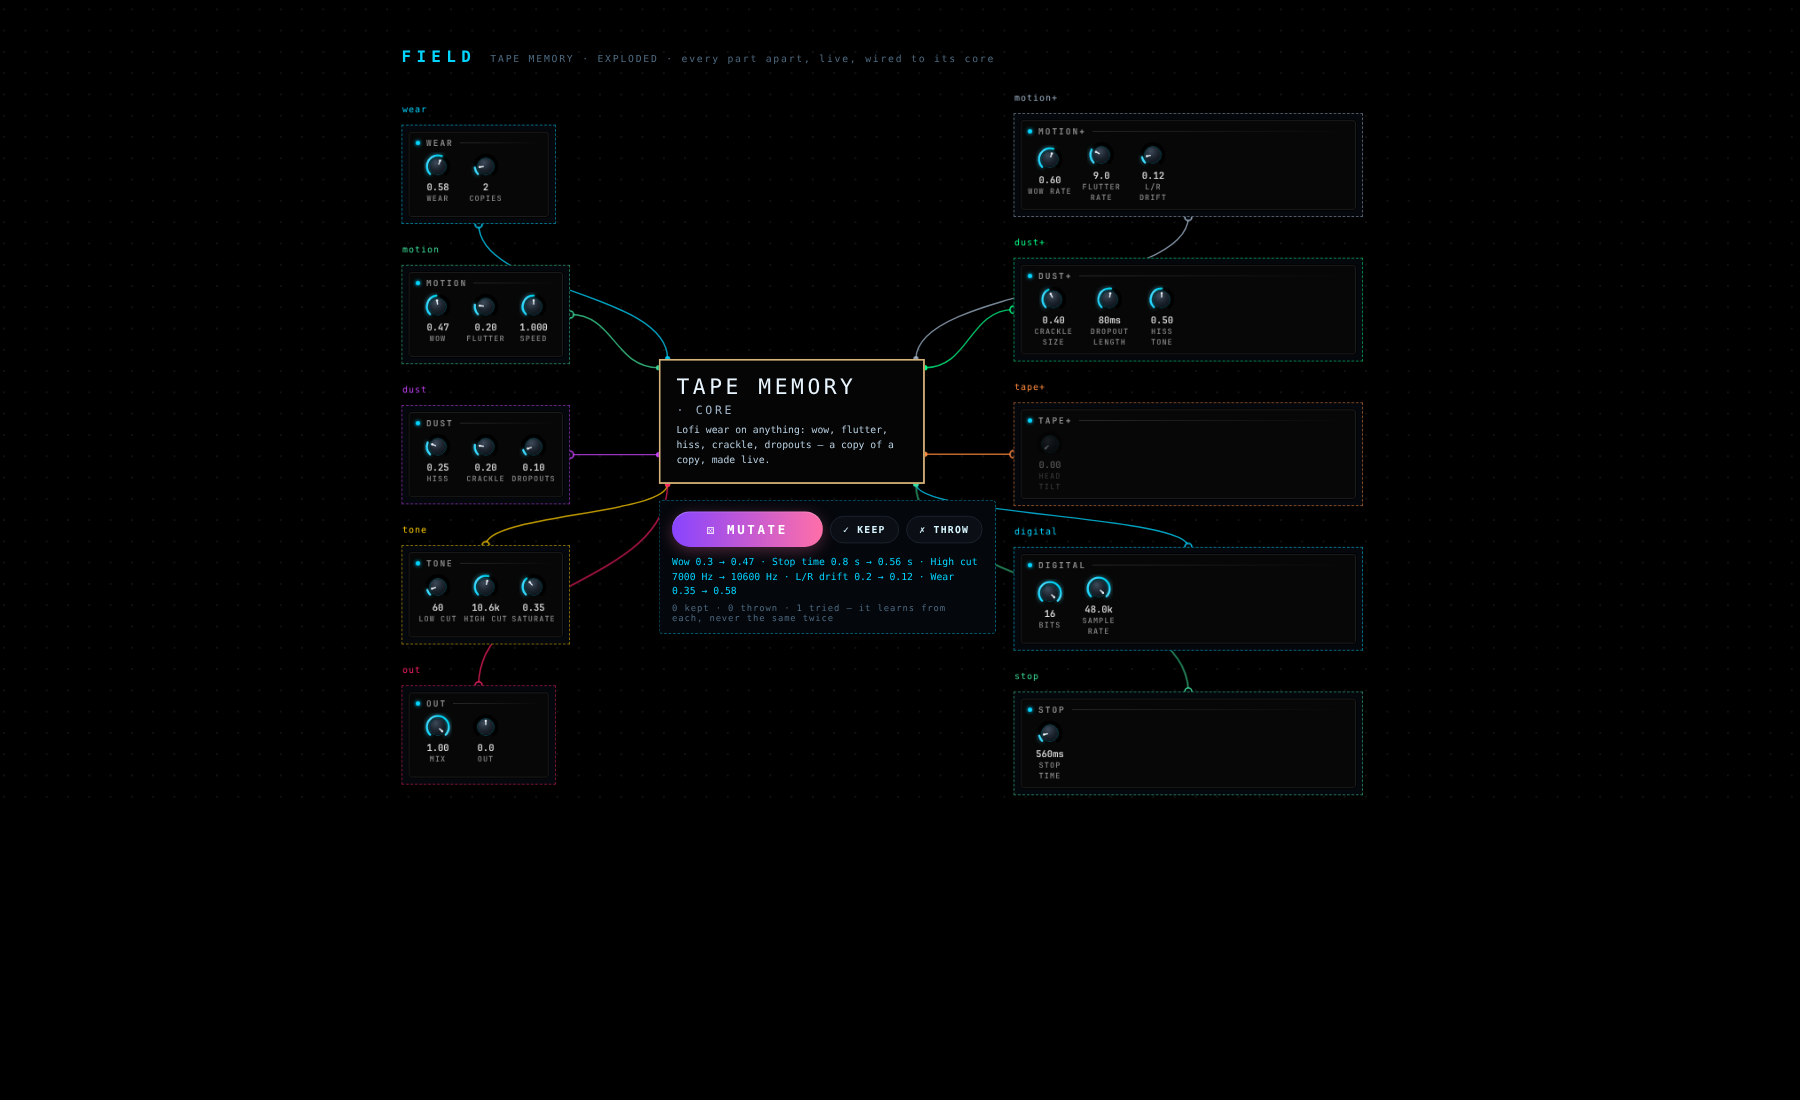 FIELD TAPE MEMORY · EXPLODED · every part apart, live, wired to its core
wear
WEAR
0.58 2
WEAR COPIES
motion
MOTION
0.47 0.20 1.000
WOW FLUTTER SPEED
dust
DUST
0.25 0.20 0.10
HISS CRACKLE DROPOUTS
tone
TONE
60 10.6k 0.35
LOW CUT HIGH CUT SATURATE
out
OUT
1.00 0.0
MIX OUT
TAPE MEMORY
· CORE
Lofi wear on anything: wow, flutter,
hiss, crackle, dropouts — a copy of a
copy, made live.
⚄ MUTATE ✓ KEEP ✗ THROW
Wow 0.3 → 0.47 · Stop time 0.8 s → 0.56 s · High cut
7000 Hz → 10600 Hz · L/R drift 0.2 → 0.12 · Wear
0.35 → 0.58
0 kept · 0 thrown · 1 tried — it learns from
each, never the same twice
motion+
MOTION+
0.60 9.0 0.12
WOW RATE FLUTTER RATE L/R DRIFT
dust+
DUST+
0.40 80ms 0.50
CRACKLE SIZE DROPOUT LENGTH HISS TONE
tape+
TAPE+
0.00
HEAD
TILT
digital
DIGITAL
16 48.0k
BITS SAMPLE RATE
stop
STOP
560ms
STOP
TIME